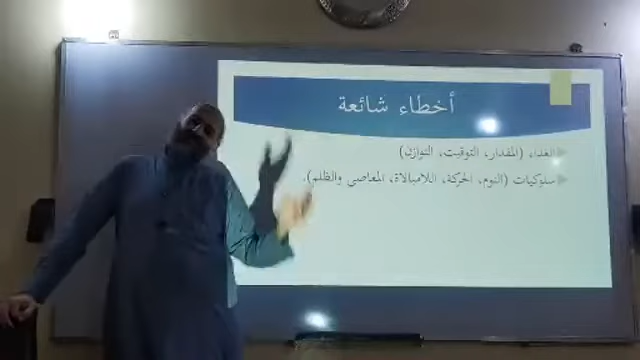 أخطاء شائعة
الغذاء (المقدار، التوقيت، التوازن)
سلوكيات (النوم، الحركة، اللامبالاة، المعاصي والظلم).